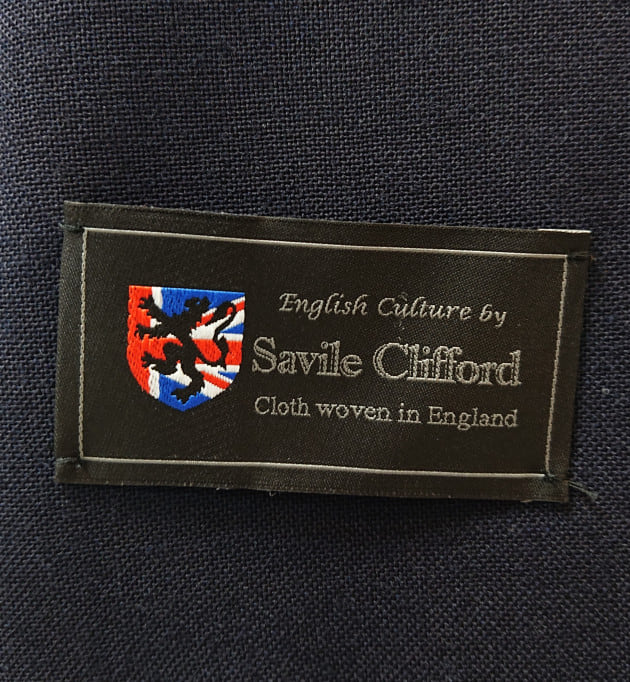 English Culture by
Savile Clifford
Cloth woven in England